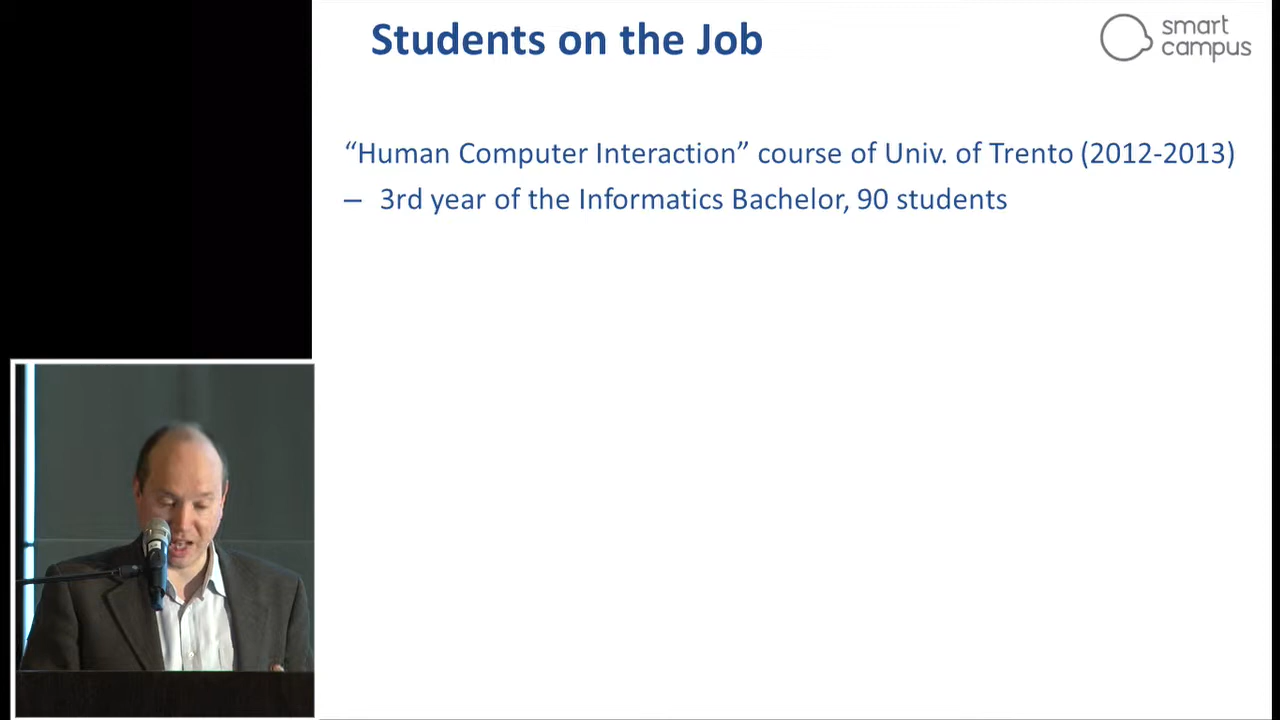 Students on the Job
smart
campus
“Human Computer Interaction” course of Univ. of Trento (2012-2013)
– 3rd year of the Informatics Bachelor, 90 students